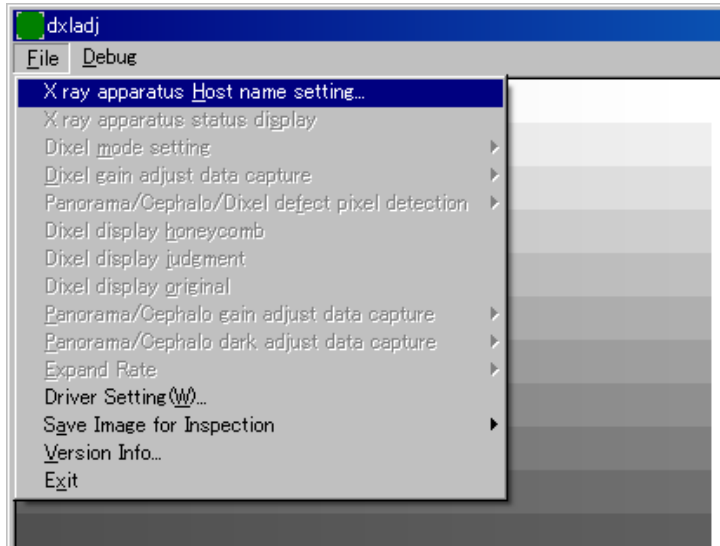 dxladj
File Debug
X ray apparatus Host name setting...
X ray apparatus status display
Dixel mode setting
Dixel gain adjust data capture
Panorama/Cephalo/Dixel defect pixel detection
Dixel display honeycomb
Dixel display judgment
Dixel display original
Panorama/Cephalo gain adjust data capture
Panorama/Cephalo dark adjust data capture
Expand Rate
Driver Setting(W)...
Save Image for Inspection
Version Info...
Exit